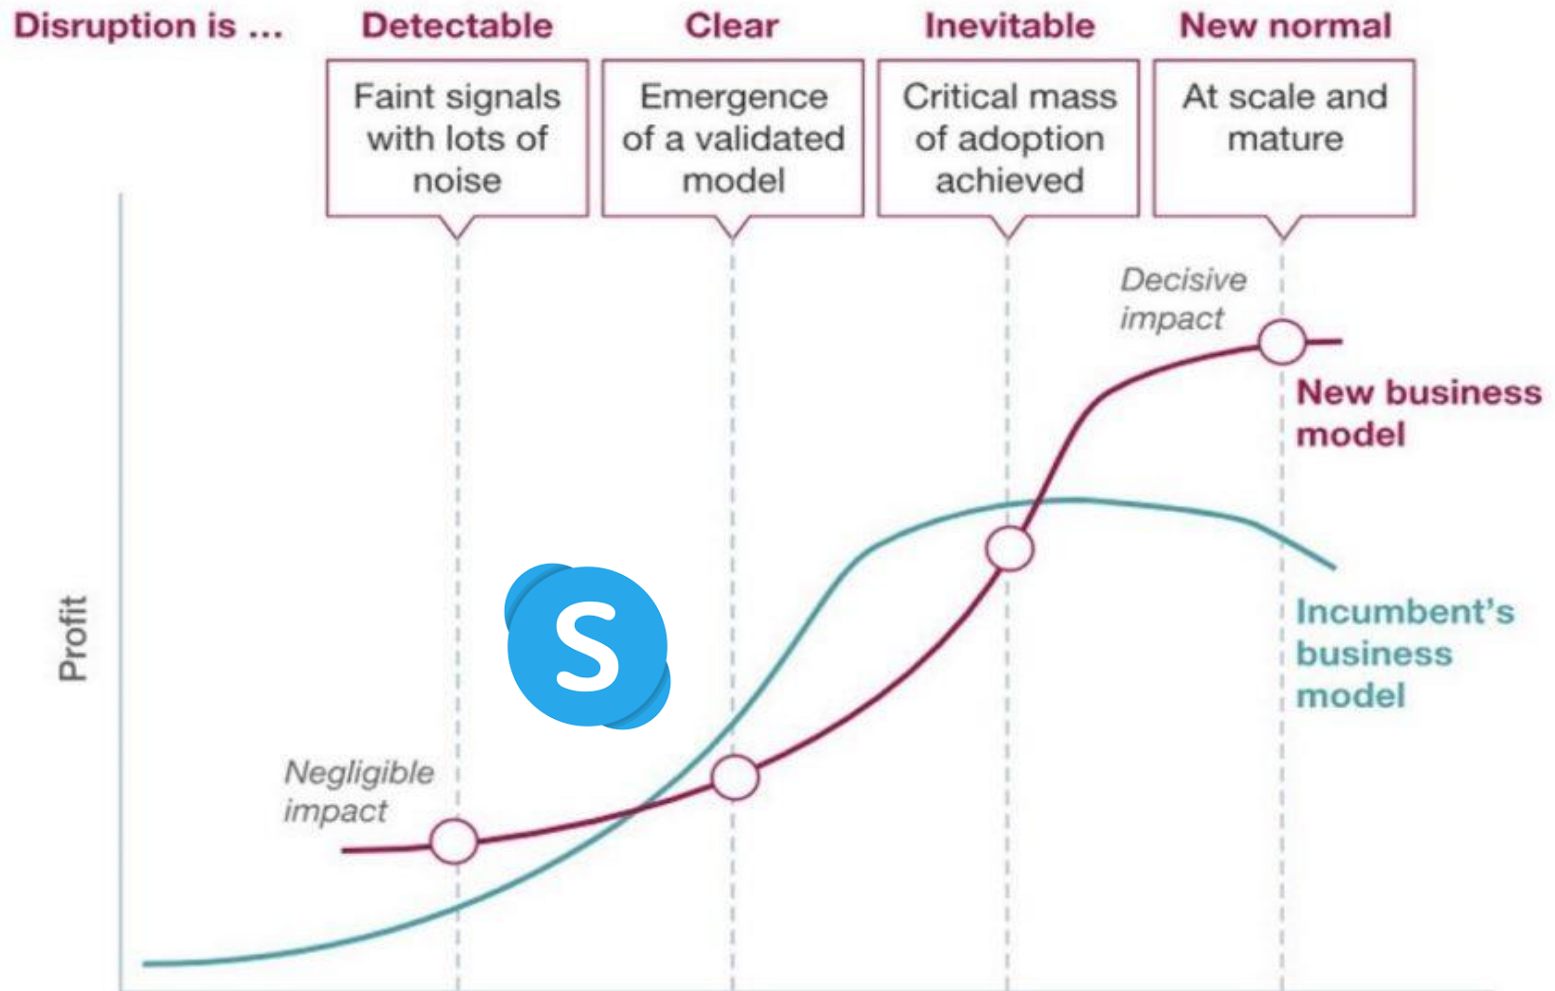 Disruption is ...
Detectable
Clear
Inevitable
New normal
Faint signals
with lots of
noise
Emergence
of a validated
model
Critical mass
of adoption
achieved
At scale and
mature
Decisive
impact
New business
model
S
Profit
Incumbent's
business
model
Negligible
impact